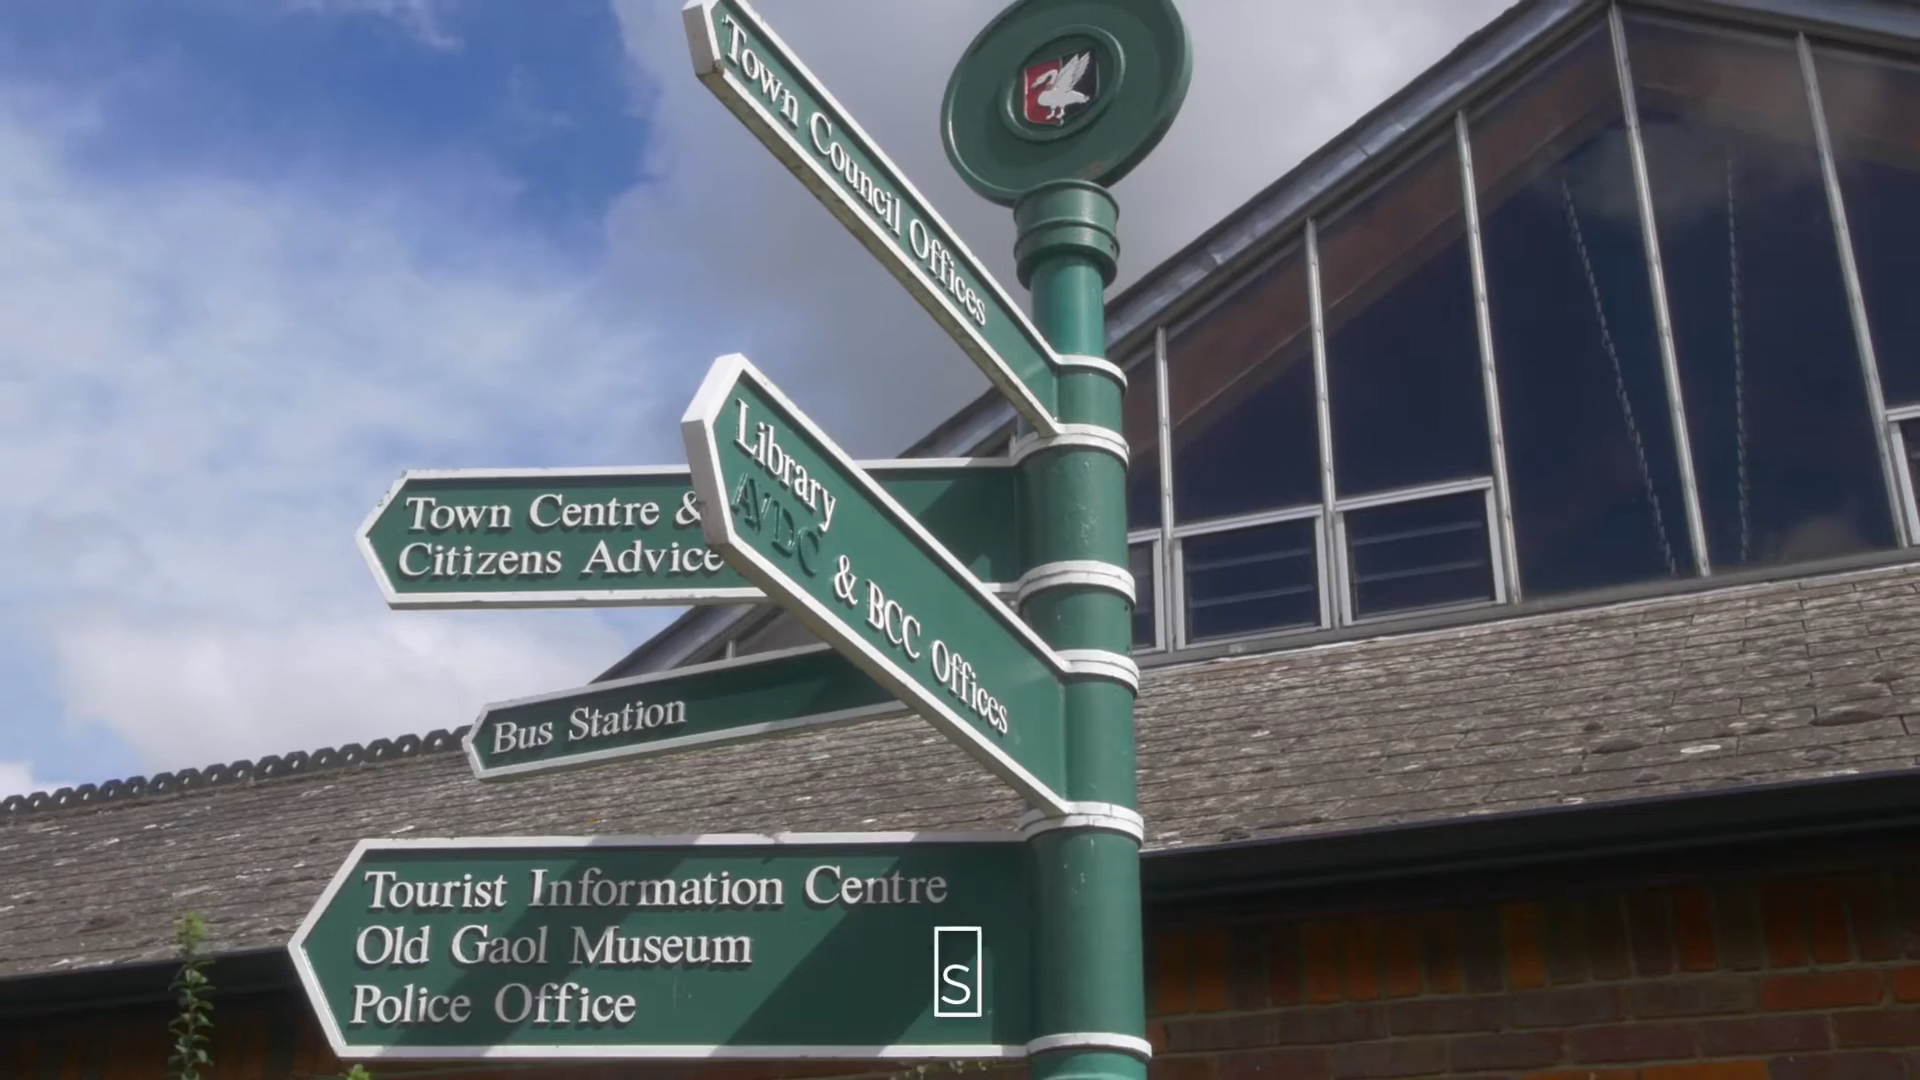 Town Council Offices
Library
AVDC & BCC Offices
Town Centre &
Citizens Advice
Bus Station
Tourist Information Centre
Old Gaol Museum
Police Office
S